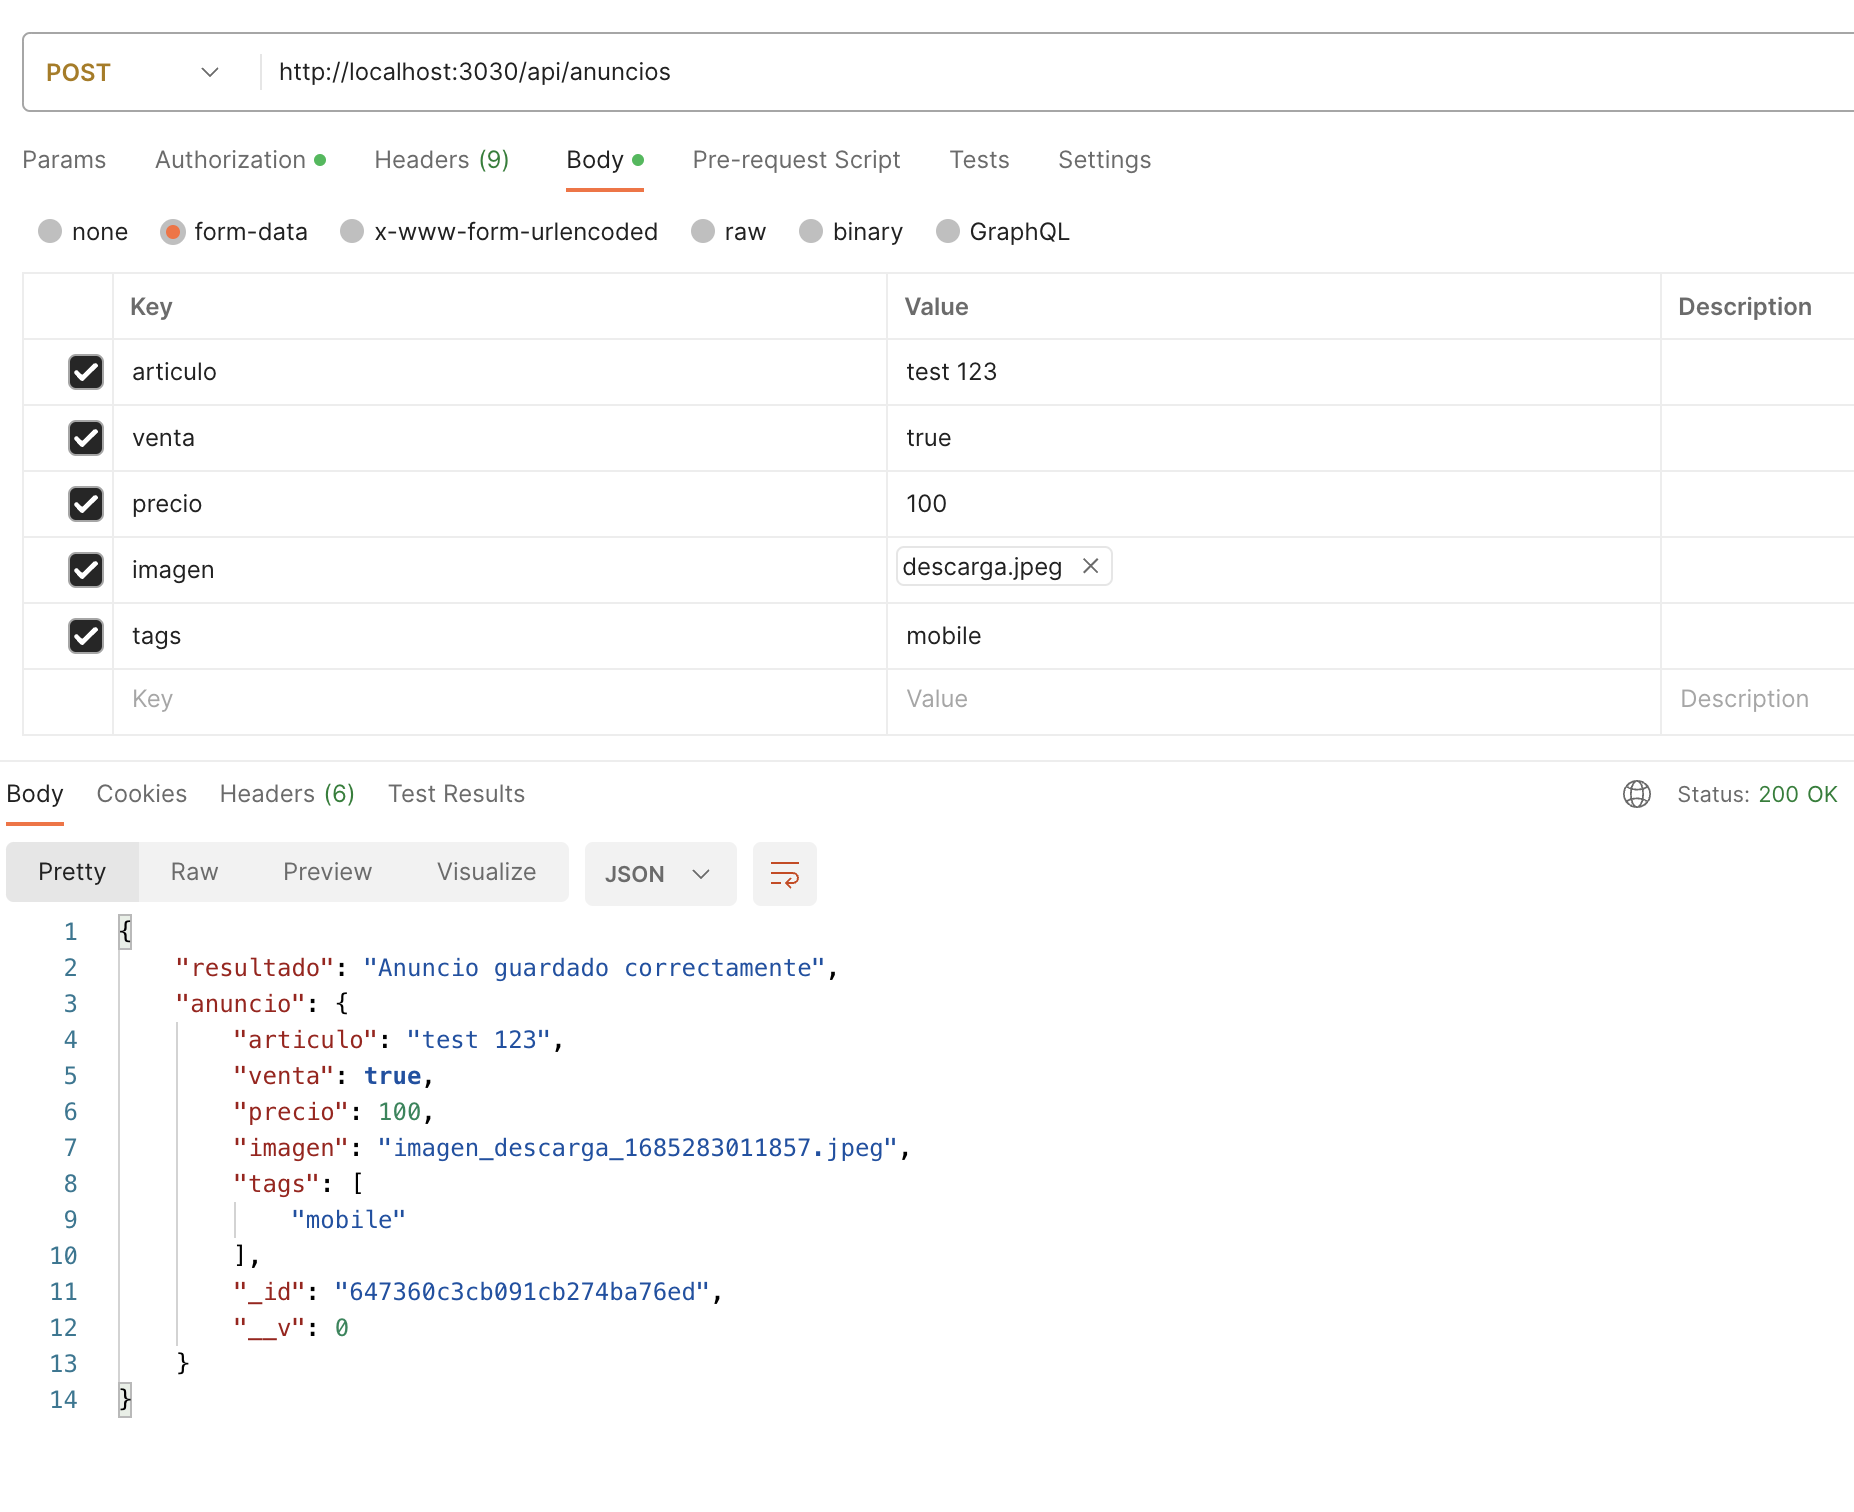 POST http://localhost:3030/api/anuncios
Params Authorization Headers (9) Body Pre-request Script Tests Settings
none form-data x-www-form-urlencoded raw binary GraphQL
Key Value Description
articulo test 123
venta true
precio 100
imagen descarga.jpeg
tags mobile
Key Value Description
Body Cookies Headers (6) Test Results Status: 200 OK
Pretty Raw Preview Visualize JSON
1 {
2 "resultado": "Anuncio guardado correctamente",
3 "anuncio": {
4 "articulo": "test 123",
5 "venta": true,
6 "precio": 100,
7 "imagen": "imagen_descarga_1685283011857.jpeg",
8 "tags": [
9 "mobile"
10 ],
11 "_id": "647360c3cb091cb274ba76ed",
12 "__v": 0
13 }
14 }